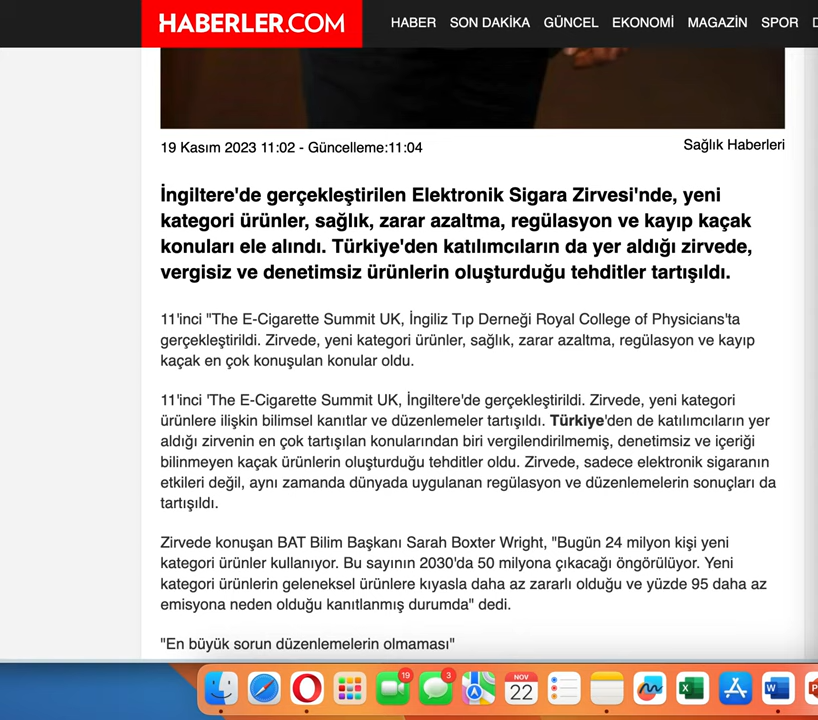 HABERLER.COM HABER SON DAKİKA GÜNCEL EKONOMİ MAGAZİN SPOR
19 Kasım 2023 11:02 - Güncelleme:11:04 Sağlık Haberleri
İngiltere'de gerçekleştirilen Elektronik Sigara Zirvesi'nde, yeni
kategori ürünler, sağlık, zarar azaltma, regülasyon ve kayıp kaçak
konuları ele alındı. Türkiye'den katılımcıların da yer aldığı zirvede,
vergisiz ve denetimsiz ürünlerin oluşturduğu tehditler tartışıldı.
11'inci "The E-Cigarette Summit UK, İngiliz Tıp Derneği Royal College of Physicians'ta
gerçekleştirildi. Zirvede, yeni kategori ürünler, sağlık, zarar azaltma, regülasyon ve kayıp
kaçak en çok konuşulan konular oldu.
11'inci 'The E-Cigarette Summit UK, İngiltere'de gerçekleştirildi. Zirvede, yeni kategori
ürünlere ilişkin bilimsel kanıtlar ve düzenlemeler tartışıldı. Türkiye'den de katılımcıların yer
aldığı zirvenin en çok tartışılan konularından biri vergilendirilmemiş, denetimsiz ve içeriği
bilinmeyen kaçak ürünlerin oluşturduğu tehditler oldu. Zirvede, sadece elektronik sigaranın
etkileri değil, aynı zamanda dünyada uygulanan regülasyon ve düzenlemelerin sonuçları da
tartışıldı.
Zirvede konuşan BAT Bilim Başkanı Sarah Boxter Wright, "Bugün 24 milyon kişi yeni
kategori ürünler kullanıyor. Bu sayının 2030'da 50 milyona çıkacağı öngörülüyor. Yeni
kategori ürünlerin geleneksel ürünlere kıyasla daha az zararlı olduğu ve yüzde 95 daha az
emisyona neden olduğu kanıtlanmış durumda" dedi.
"En büyük sorun düzenlemelerin olmaması"
19 3 NOV
22